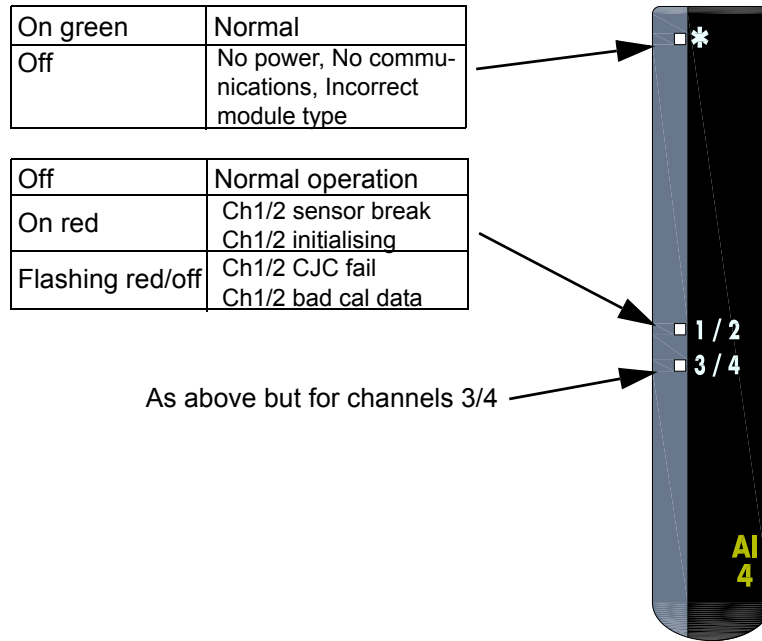 On green Normal
Off No power, No commu-
nications, Incorrect
module type
*
Off Normal operation
On red Ch1/2 sensor break
Ch1/2 initialising
Flashing red/off Ch1/2 CJC fail
Ch1/2 bad cal data
1 / 2
3 / 4
As above but for channels 3/4
AI
4